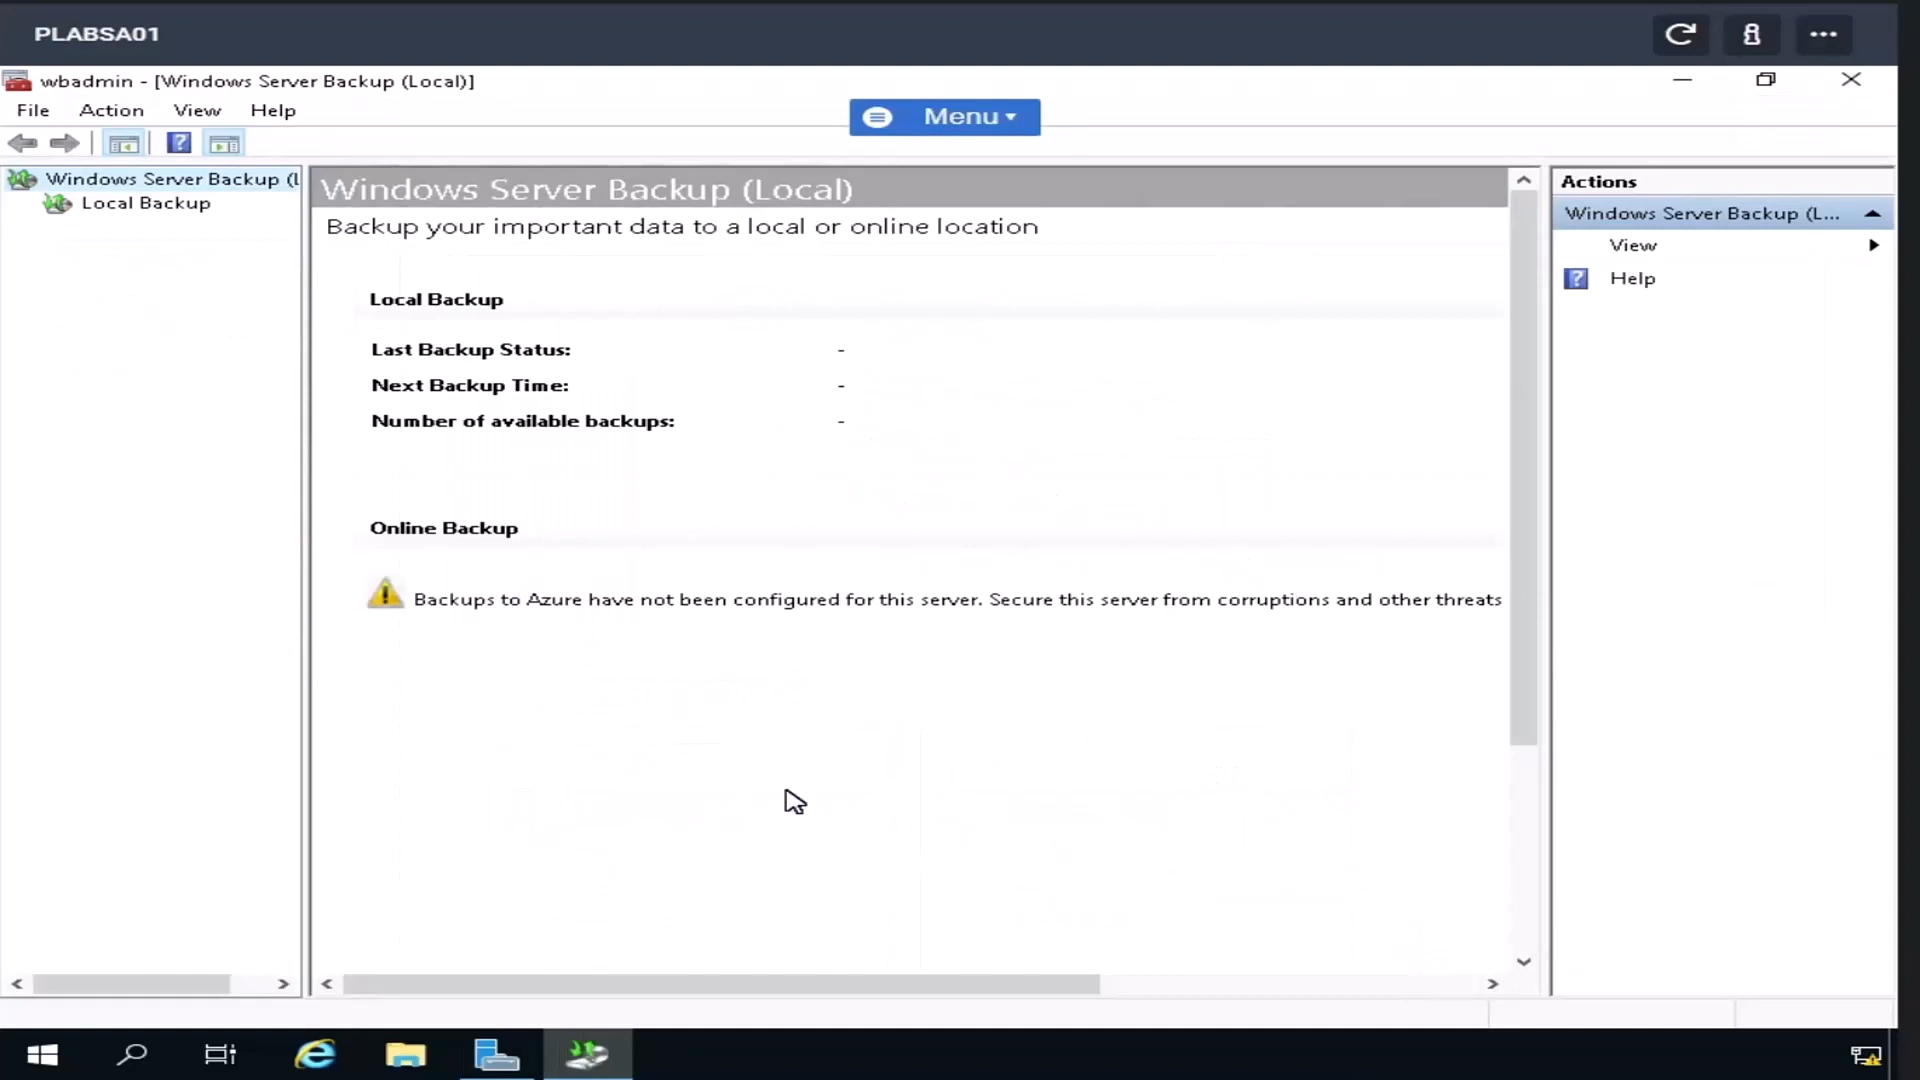 PLABSA01
wbadmin - [Windows Server Backup (Local)]
File Action View Help
Menu
Windows Server Backup (L
Local Backup
Windows Server Backup (Local)
Backup your important data to a local or online location
Local Backup
Last Backup Status: -
Next Backup Time: -
Number of available backups: -
Online Backup
Backups to Azure have not been configured for this server. Secure this server from corruptions and other threats
Actions
Windows Server Backup (L...
View
Help